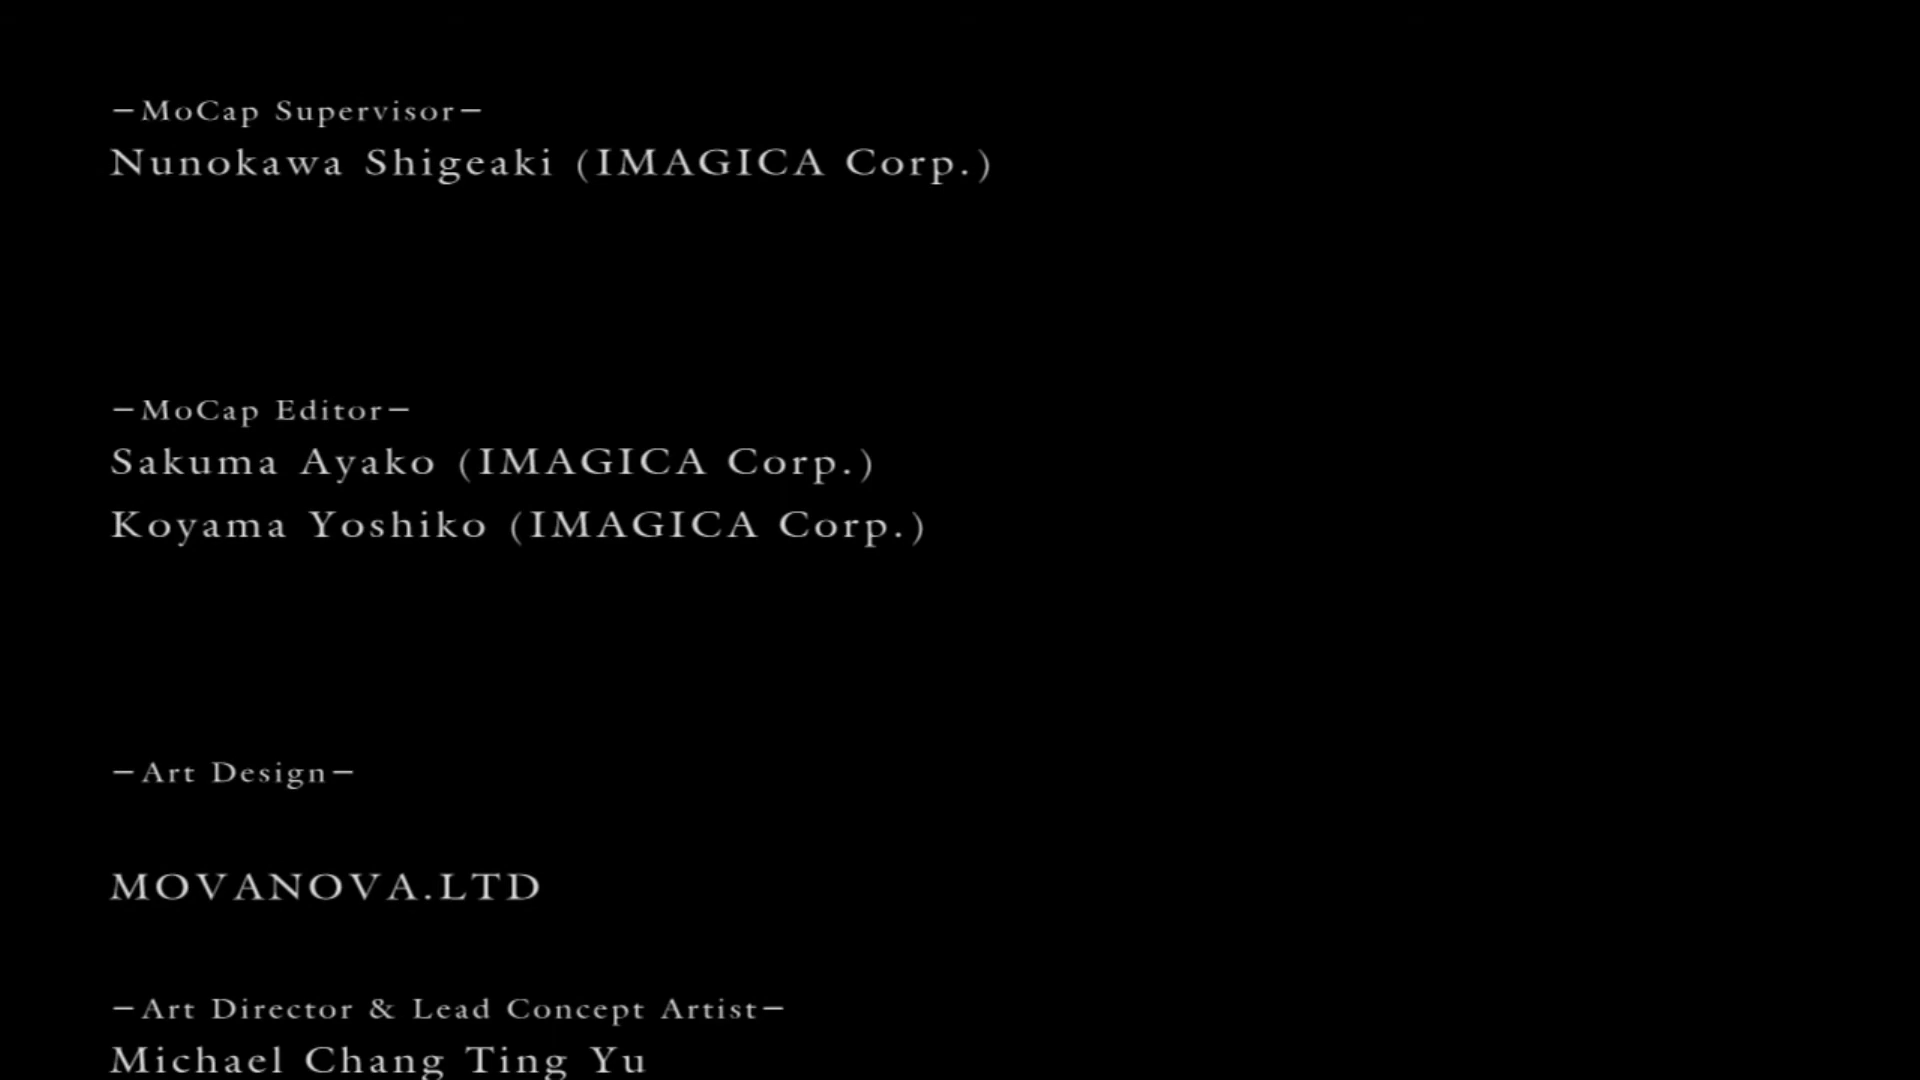 −MoCap Supervisor−
Nunokawa Shigeaki (IMAGICA Corp.)
−MoCap Editor−
Sakuma Ayako (IMAGICA Corp.)
Koyama Yoshiko (IMAGICA Corp.)
−Art Design−
MOVANOVA.LTD
−Art Director & Lead Concept Artist−
Michael Chang Ting Yu